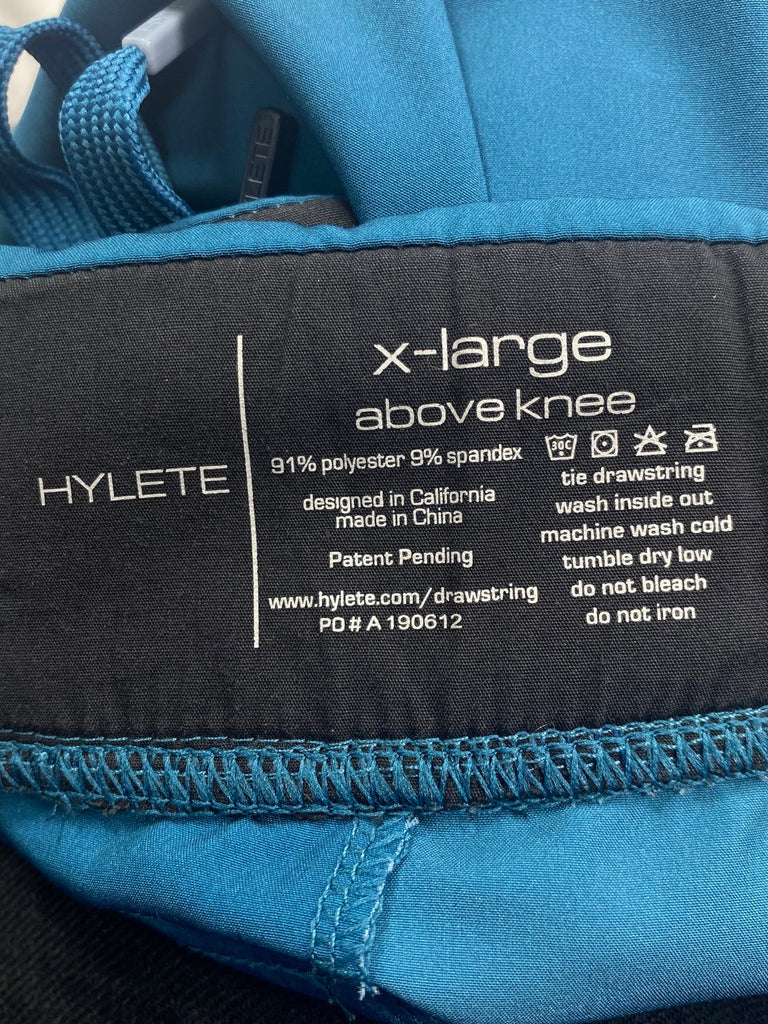 HYLETE
x-large
above knee
91% polyester 9% spandex
designed in California
made in China
Patent Pending
www.hylete.com/drawstring
PO # A 190612
30C
tie drawstring
wash inside out
machine wash cold
tumble dry low
do not bleach
do not iron